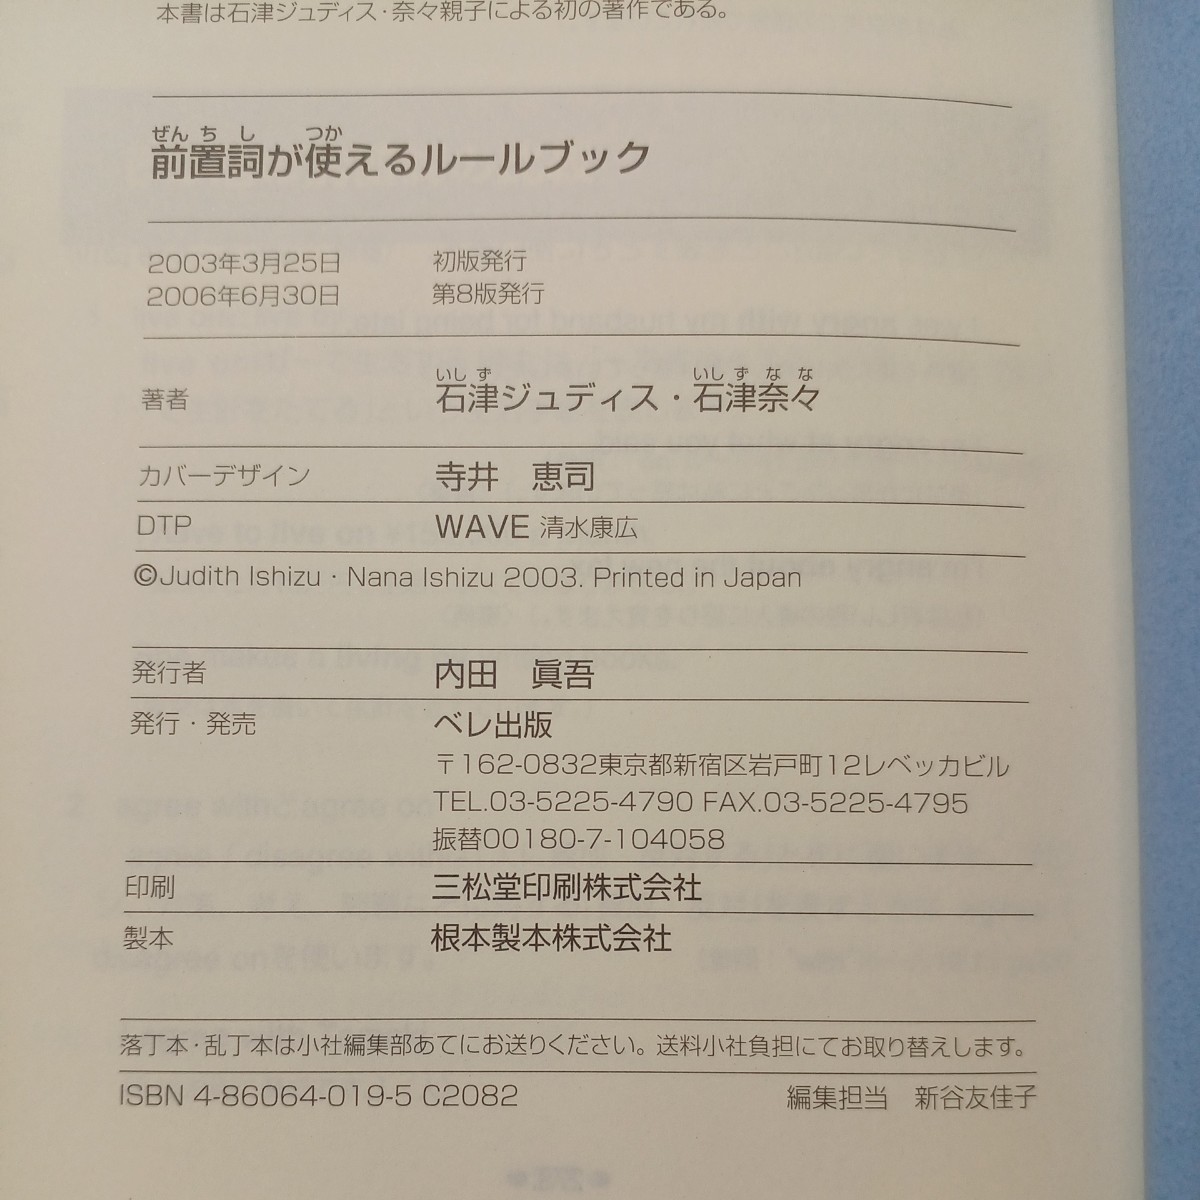 本書は石津ジュディス・奈々親子による初の著作である。
ぜんちし つか
前置詞が使えるルールブック
2003年3月25日 初版発行
2006年6月30日 第8版発行
いしず いしずなな
著者 石津ジュディス・石津奈々
カバーデザイン 寺井 恵司
DTP WAVE 清水康広
©Judith Ishizu・Nana Ishizu 2003. Printed in Japan
発行者 内田 眞吾
発行・発売 ベレ出版
〒162-0832東京都新宿区岩戸町12レベッカビル
TEL.03-5225-4790 FAX.03-5225-4795
振替00180-7-104058
印刷 三松堂印刷株式会社
製本 根本製本株式会社
落丁本・乱丁本は小社編集部あてにお送りください。送料小社負担にてお取り替えします。
ISBN 4-86064-019-5 C2082 編集担当 新谷友佳子